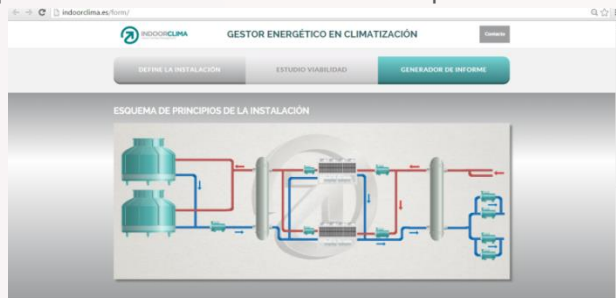 indoorclima.es/form/
INDOORCLIMA
GESTOR ENERGÉTICO EN CLIMATIZACIÓN
Contacto
DEFINE LA INSTALACIÓN
ESTUDIO VIABILIDAD
GENERADOR DE INFORME
ESQUEMA DE PRINCIPIOS DE LA INSTALACIÓN